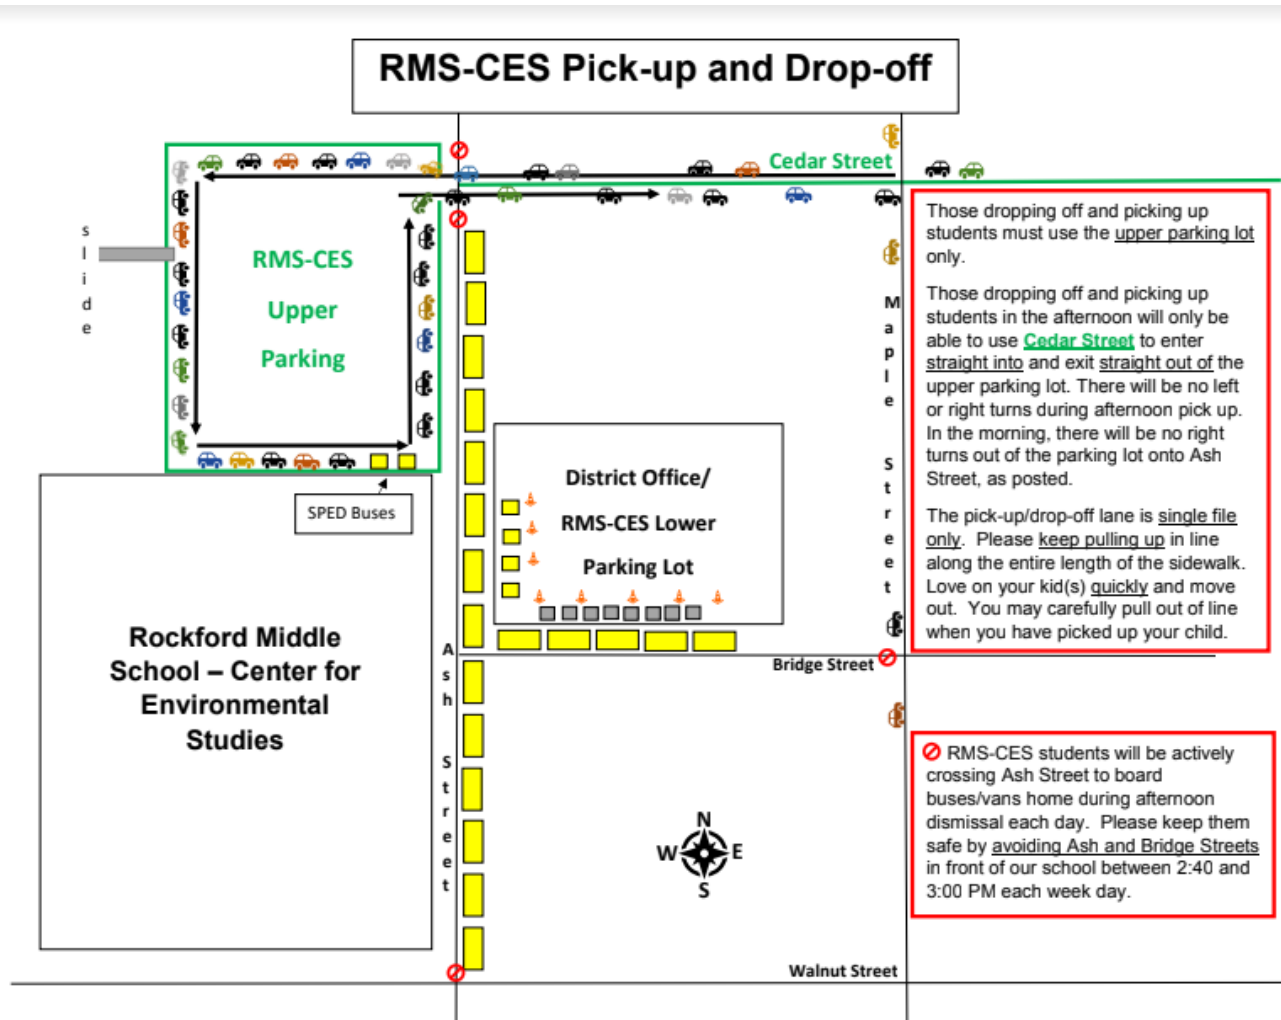 RMS-CES Pick-up and Drop-off
Cedar Street
slide
RMS-CES
Upper
Parking
Maple Street
Those dropping off and picking up
students must use the upper parking lot
only.
Those dropping off and picking up
students in the afternoon will only be
able to use Cedar Street to enter
straight into and exit straight out of the
upper parking lot. There will be no left
or right turns during afternoon pick up.
In the morning, there will be no right
turns out of the parking lot onto Ash
Street, as posted.
The pick-up/drop-off lane is single file
only. Please keep pulling up in line
along the entire length of the sidewalk.
Love on your kid(s) quickly and move
out. You may carefully pull out of line
when you have picked up your child.
SPED Buses
District Office/
RMS-CES Lower
Parking Lot
Rockford Middle
School – Center for
Environmental
Studies
Ash Street
Bridge Street
RMS-CES students will be actively
crossing Ash Street to board
buses/vans home during afternoon
dismissal each day. Please keep them
safe by avoiding Ash and Bridge Streets
in front of our school between 2:40 and
3:00 PM each week day.
N
W E
S
Walnut Street